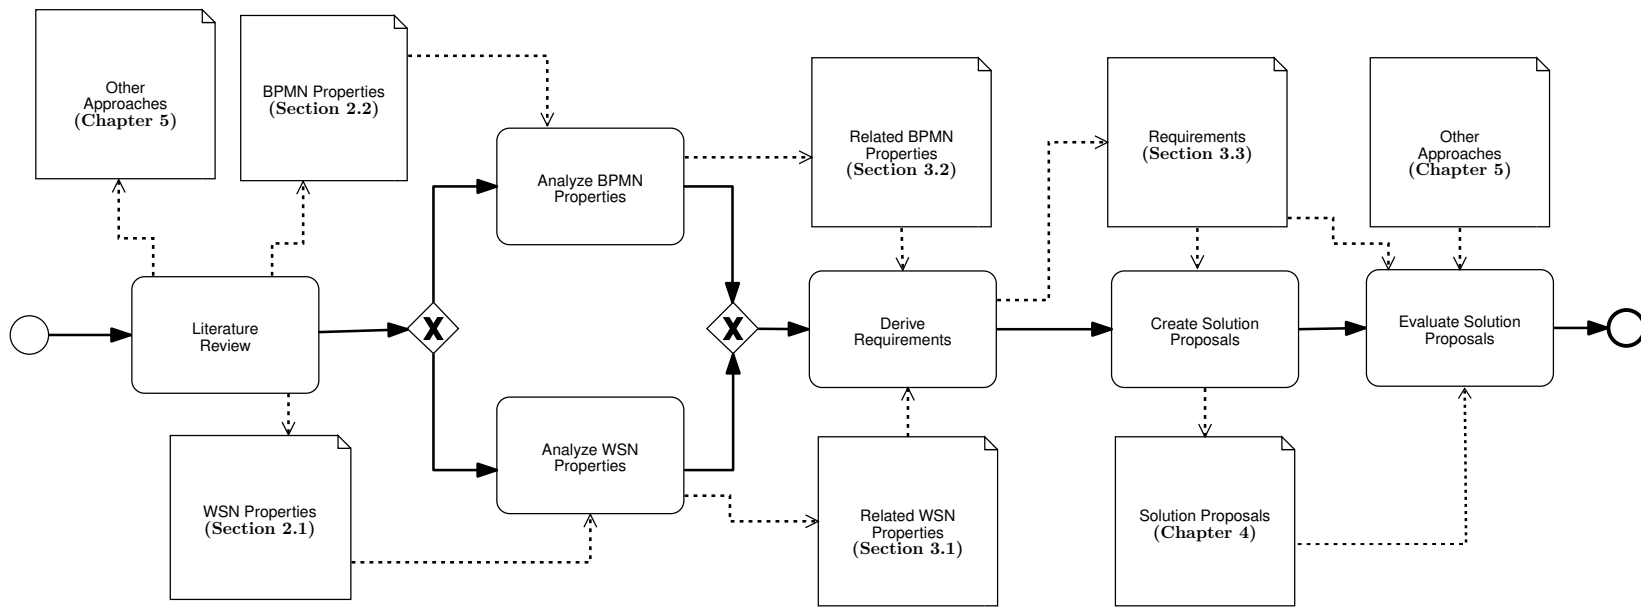 Other
Approaches
(Chapter 5)
BPMN Properties
(Section 2.2)
Analyze BPMN
Properties
Related BPMN
Properties
(Section 3.2)
Requirements
(Section 3.3)
Other
Approaches
(Chapter 5)
Literature
Review
X
X
Derive
Requirements
Create Solution
Proposals
Evaluate Solution
Proposals
WSN Properties
(Section 2.1)
Analyze WSN
Properties
Related WSN
Properties
(Section 3.1)
Solution Proposals
(Chapter 4)